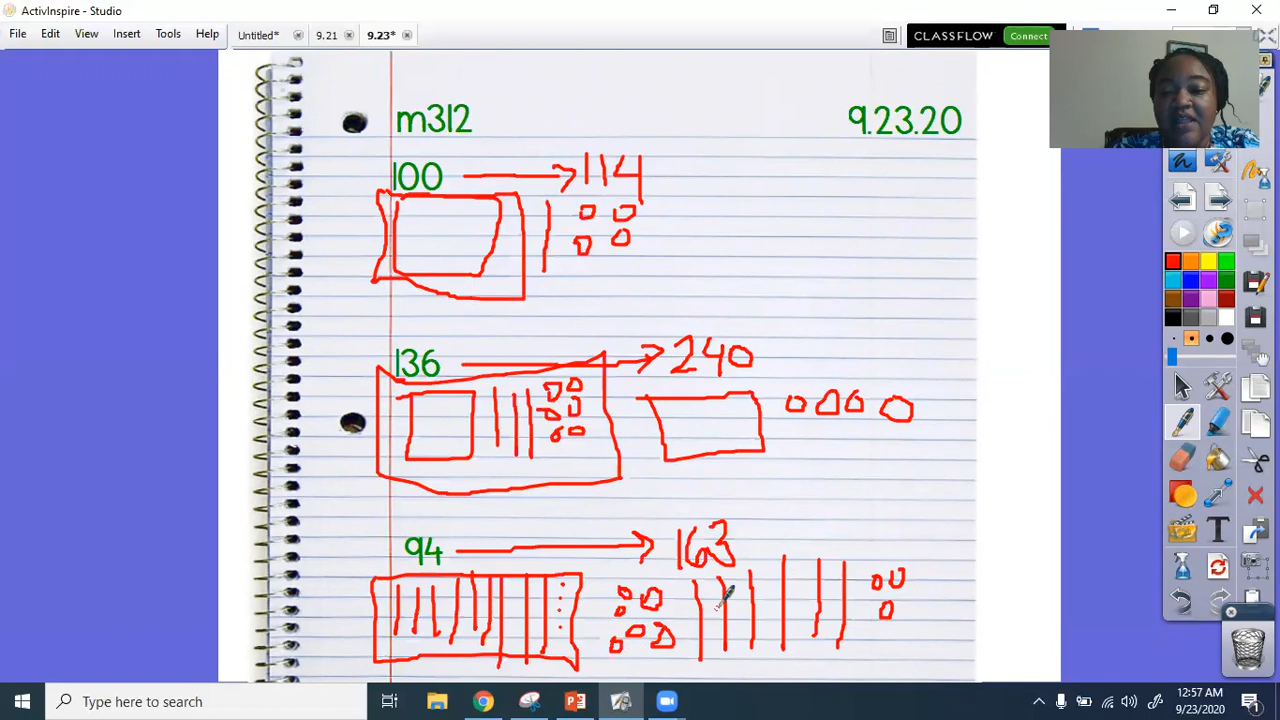 ActivInspire - Studio
File Edit View Insert Tools Help
Untitled* 9.21 9.23*
CLASSFLOW Connect
m312 9.23.20
100 114
136 240
94 163
Type here to search
12:57 AM
9/23/2020